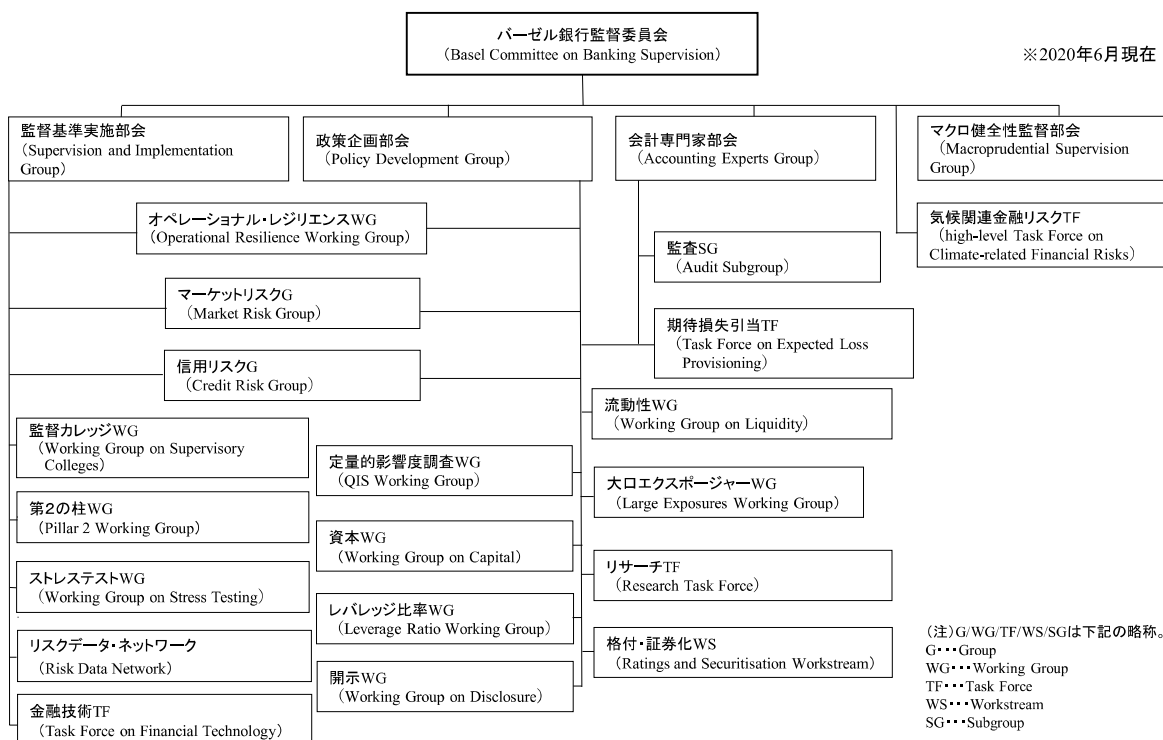 バーゼル銀行監督委員会
(Basel Committee on Banking Supervision)
※2020年6月現在
監督基準実施部会
(Supervision and Implementation
Group)
政策企画部会
(Policy Development Group)
会計専門家部会
(Accounting Experts Group)
マクロ健全性監督部会
(Macroprudential Supervision
Group)
オペレーショナル・レジリエンスWG
(Operational Resilience Working Group)
気候関連金融リスクTF
(high-level Task Force on
Climate-related Financial Risks)
監査SG
(Audit Subgroup)
マーケットリスクG
(Market Risk Group)
期待損失引当TF
(Task Force on Expected Loss
Provisioning)
信用リスクG
(Credit Risk Group)
流動性WG
(Working Group on Liquidity)
監督カレッジWG
(Working Group on Supervisory
Colleges)
定量的影響度調査WG
(QIS Working Group)
大口エクスポージャーWG
(Large Exposures Working Group)
第2の柱WG
(Pillar 2 Working Group)
資本WG
(Working Group on Capital)
リサーチTF
(Research Task Force)
ストレステストWG
(Working Group on Stress Testing)
レバレッジ比率WG
(Leverage Ratio Working Group)
格付・証券化WS
(Ratings and Securitisation Workstream)
リスクデータ・ネットワーク
(Risk Data Network)
開示WG
(Working Group on Disclosure)
金融技術TF
(Task Force on Financial Technology)
(注)G/WG/TF/WS/SGは下記の略称。
G・・・Group
WG・・・Working Group
TF・・・Task Force
WS・・・Workstream
SG・・・Subgroup